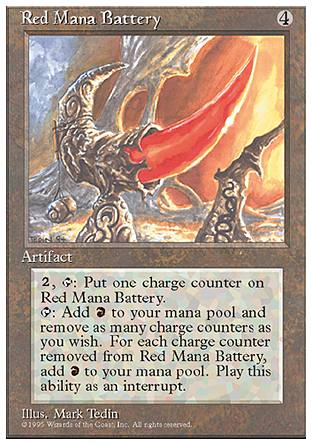 Red Mana Battery 4
TEDIN 94
Artifact
2, : Put one charge counter on
Red Mana Battery.
: Add to your mana pool and
remove as many charge counters as
you wish. For each charge counter
removed from Red Mana Battery,
add to your mana pool. Play this
ability as an interrupt.
Illus. Mark Tedin
©1995 Wizards of the Coast, Inc. All rights reserved.